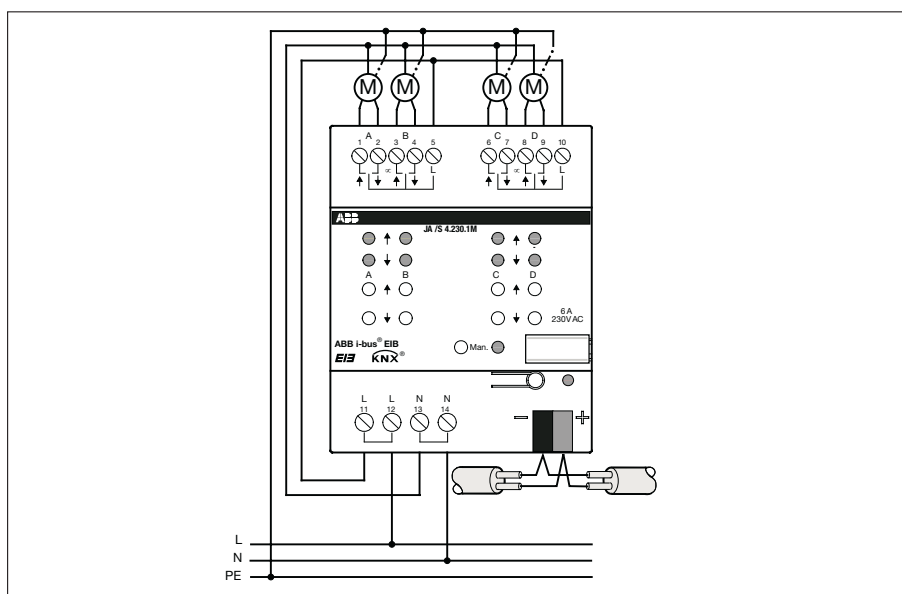 M M M M
A B C D
1 2 3 4 5 6 7 8 9 10
∝ L ∝ L
ABB
JA /S 4.230.1M
A B C D
6 A
230V AC
ABB i-bus® EIB
Man.
EIB KNX®
L L N N
11 12 13 14
− +
L
N
PE